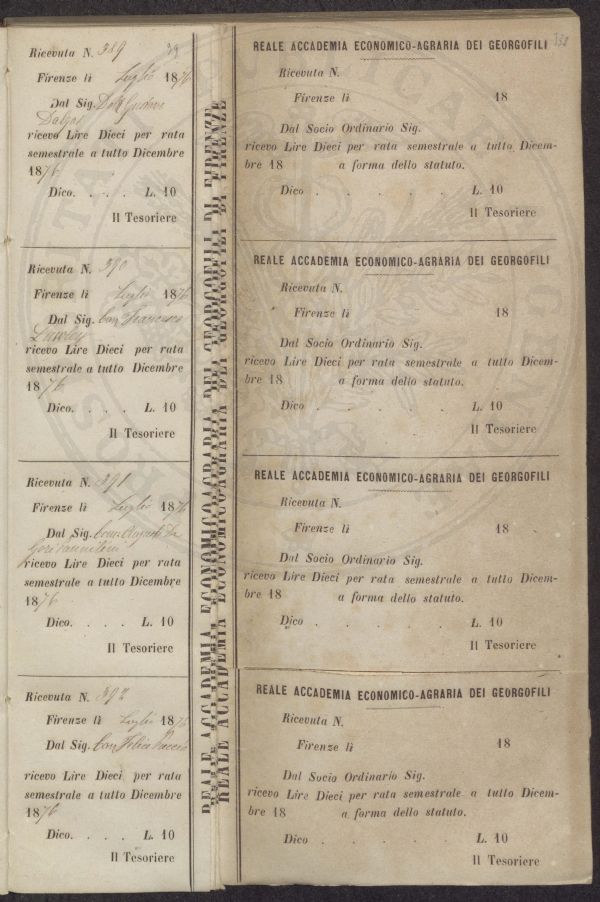 39
Ricevuta N. 389
Firenze li Luglio 1876
Dal Sig. Dott Gustavo
Dalgas
ricevo Lire Dieci per rata
semestrale a tutto Dicembre
1876
Dico. . . . L. 10
Il Tesoriere
Ricevuta N. 390
Firenze li Luglio 1876
Dal Sig. Francesco
Lawley
ricevo Lire Dieci per rata
semestrale a tutto Dicembre
1876
Dico. . . . L. 10
Il Tesoriere
Ricevuta N. 391
Firenze li Luglio 1876
Dal Sig.
ricevo Lire Dieci per rata
semestrale a tutto Dicembre
1876
Dico. . . . L. 10
Il Tesoriere
Ricevuta N. 392
Firenze li Luglio 1876
Dal Sig. Felice
ricevo Lire Dieci per rata
semestrale a tutto Dicembre
1876
Dico. . . . L. 10
Il Tesoriere
REALE ACCADEMIA ECONOMICO-AGRARIA DEI GEORGOFILI DI FIRENZE
REALE ACCADEMIA ECONOMICO-AGRARIA DEI GEORGOFILI DI FIRENZE
REALE ACCADEMIA ECONOMICO-AGRARIA DEI GEORGOFILI
Ricevuta N.
Firenze li 18
Dal Socio Ordinario Sig.
ricevo Lire Dieci per rata semestrale a tutto Dicem-
bre 18 a forma dello statuto.
Dico . . . . . L. 10
Il Tesoriere
REALE ACCADEMIA ECONOMICO-AGRARIA DEI GEORGOFILI
Ricevuta N.
Firenze li 18
Dal Socio Ordinario Sig.
ricevo Lire Dieci per rata semestrale a tutto Dicem-
bre 18 a forma dello statuto.
Dico . . . . . L. 10
Il Tesoriere
REALE ACCADEMIA ECONOMICO-AGRARIA DEI GEORGOFILI
Ricevuta N.
Firenze li 18
Dal Socio Ordinario Sig.
ricevo Lire Dieci per rata semestrale a tutto Dicem-
bre 18 a forma dello statuto.
Dico . . . . . L. 10
Il Tesoriere
REALE ACCADEMIA ECONOMICO-AGRARIA DEI GEORGOFILI
Ricevuta N.
Firenze li 18
Dal Socio Ordinario Sig.
ricevo Lire Dieci per rata semestrale a tutto Dicem-
bre 18 a forma dello statuto.
Dico . . . . . L. 10
Il Tesoriere